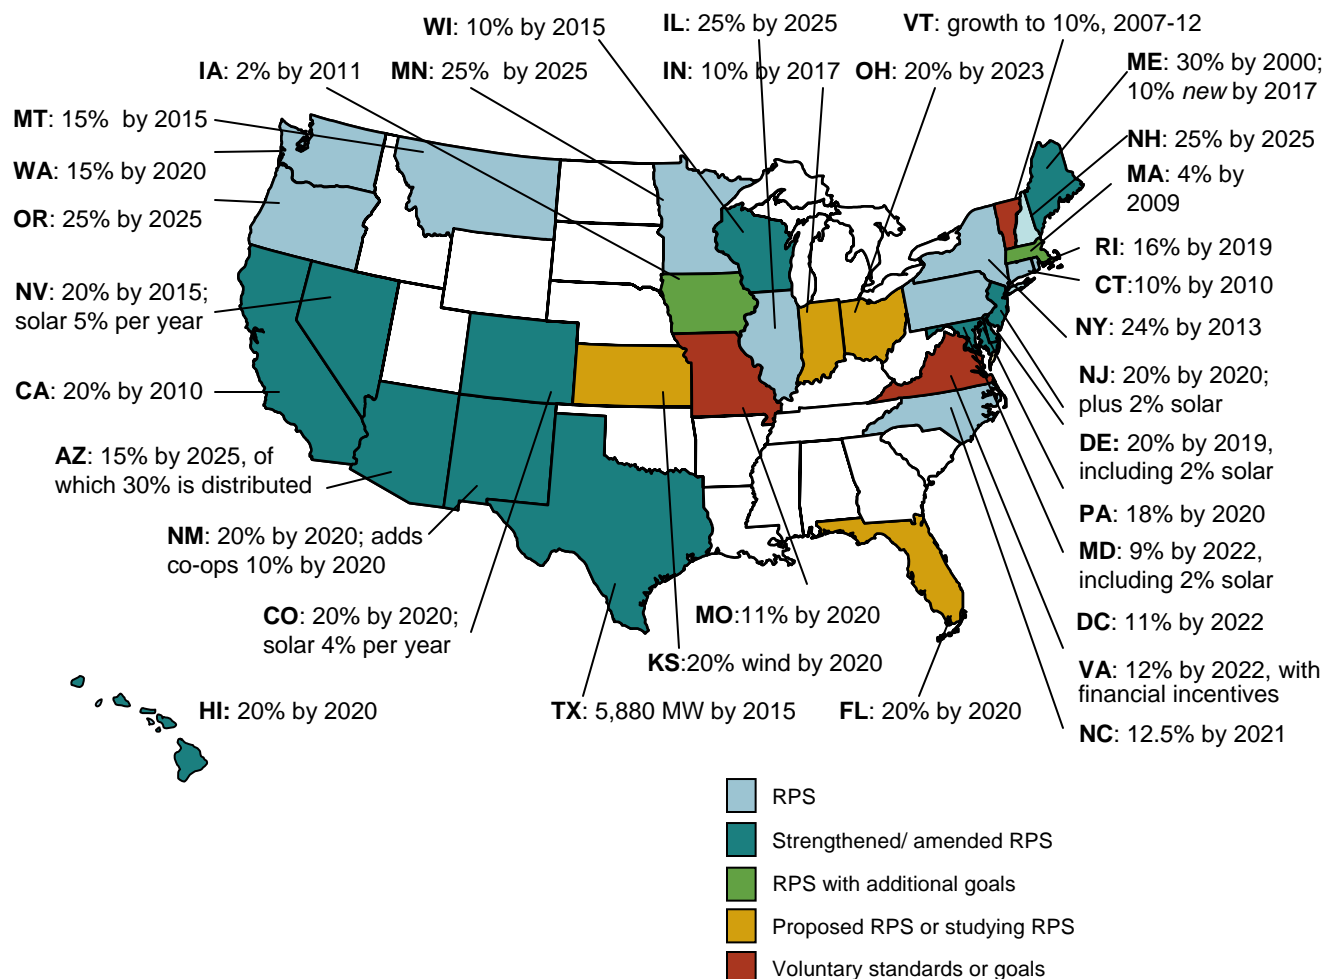 WI: 10% by 2015
IL: 25% by 2025
VT: growth to 10%, 2007-12
IA: 2% by 2011
MN: 25% by 2025
IN: 10% by 2017
OH: 20% by 2023
ME: 30% by 2000;
10% new by 2017
MT: 15% by 2015
NH: 25% by 2025
WA: 15% by 2020
MA: 4% by
2009
OR: 25% by 2025
RI: 16% by 2019
NV: 20% by 2015;
solar 5% per year
CT:10% by 2010
NY: 24% by 2013
CA: 20% by 2010
NJ: 20% by 2020;
plus 2% solar
AZ: 15% by 2025, of
which 30% is distributed
DE: 20% by 2019,
including 2% solar
NM: 20% by 2020; adds
co-ops 10% by 2020
PA: 18% by 2020
MD: 9% by 2022,
including 2% solar
CO: 20% by 2020;
solar 4% per year
MO:11% by 2020
DC: 11% by 2022
KS:20% wind by 2020
VA: 12% by 2022, with
financial incentives
HI: 20% by 2020
TX: 5,880 MW by 2015
FL: 20% by 2020
NC: 12.5% by 2021
RPS
Strengthened/ amended RPS
RPS with additional goals
Proposed RPS or studying RPS
Voluntary standards or goals